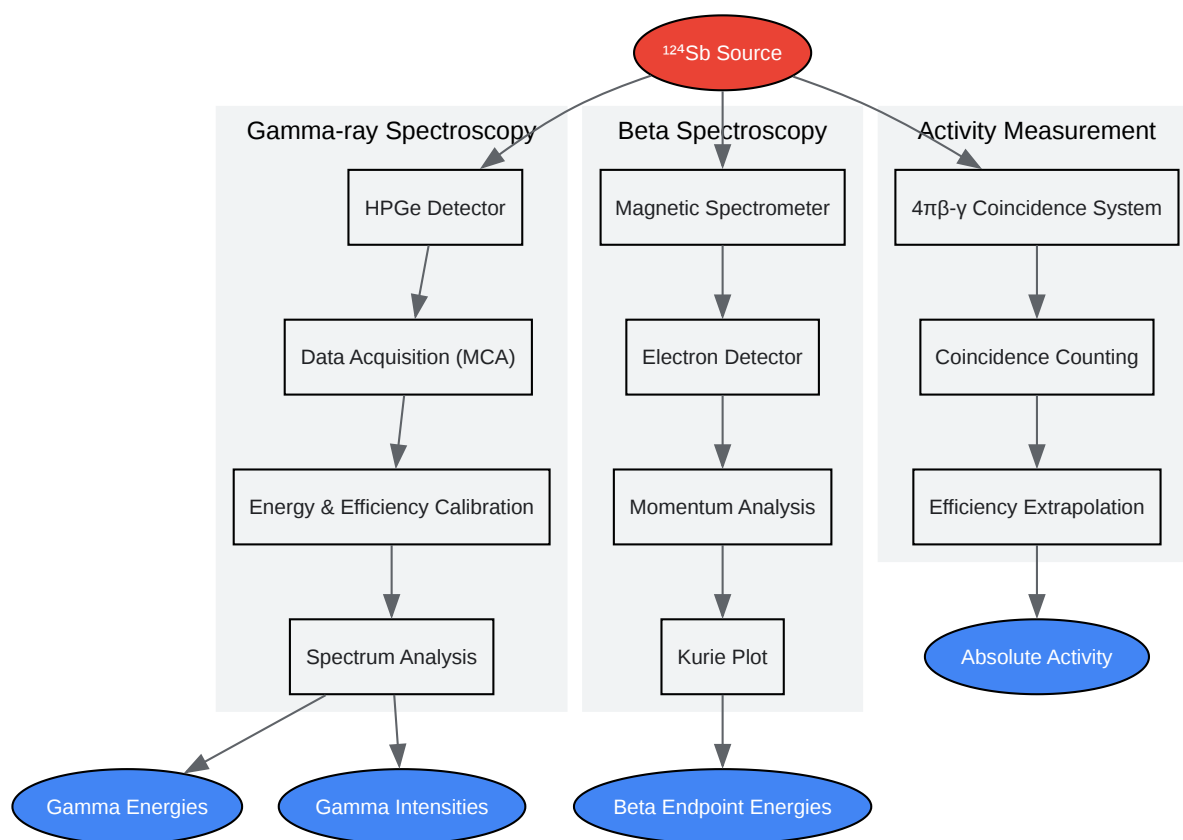 ¹²⁴Sb Source
Gamma-ray Spectroscopy
Beta Spectroscopy
Activity Measurement
HPGe Detector
Magnetic Spectrometer
4πβ-γ Coincidence System
Data Acquisition (MCA)
Electron Detector
Coincidence Counting
Energy & Efficiency Calibration
Momentum Analysis
Efficiency Extrapolation
Spectrum Analysis
Kurie Plot
Absolute Activity
Gamma Energies
Gamma Intensities
Beta Endpoint Energies